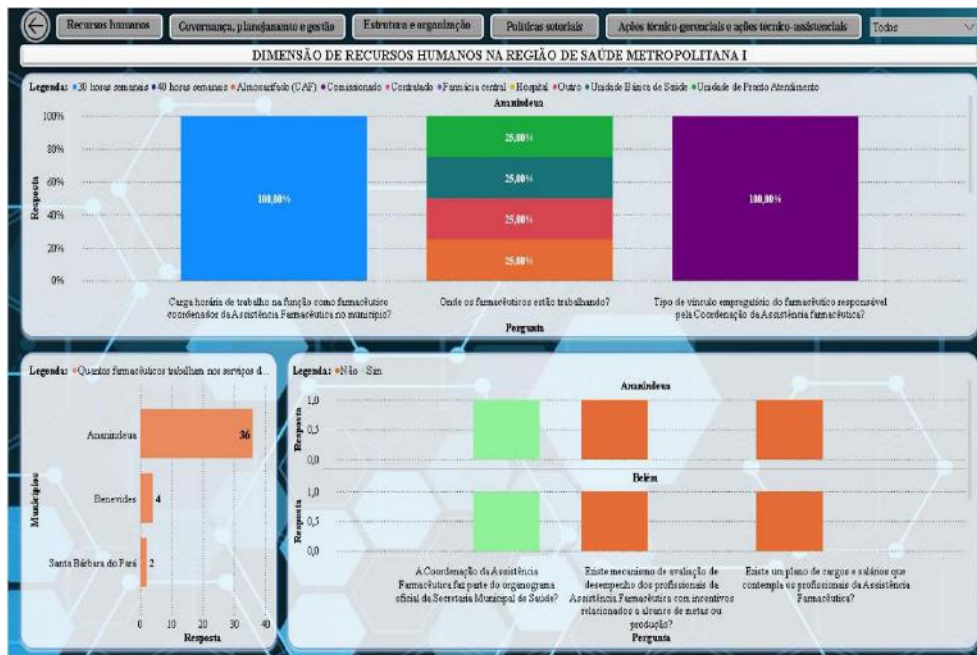 Recursos humanos
Governança, planejamento e gestão
Estrutura e organização
Políticas setoriais
Ações técnico-gerenciais e ações técnico-assistenciais
Todas
DIMENSÃO DE RECURSOS HUMANOS NA REGIÃO DE SAÚDE METROPOLITANA I
Legenda: 30 horas semanais 40 horas semanais Almoxarifado (CAF) Comissionado Contratado Farmácia central Hospital Outro Unidade Básica de Saúde Unidade de Pronto Atendimento
Ananindeua
Resposta
100%
80%
60%
40%
20%
0%
100,00%
25,00%
25,00%
25,00%
25,00%
100,00%
Carga horária de trabalho na função como farmacêutico
coordenador da Assistência Farmacêutica no município?
Onde os farmacêuticos estão trabalhando?
Tipo de vínculo empregatício do farmacêutico responsável
pela Coordenação da Assistência farmacêutica?
Pergunta
Legenda: Quantos farmacêuticos trabalham nos serviços d...
Municípios
Ananindeua
36
Benevides
4
Santa Bárbara do Pará
2
0
10
20
30
40
Resposta
Legenda: Não Sim
Ananindeua
Resposta
1,0
0,5
0,0
Belém
Resposta
1,0
0,5
0,0
A Coordenação da Assistência
Farmacêutica faz parte do organograma
oficial da Secretaria Municipal de Saúde?
Existe mecanismo de avaliação de
desempenho dos profissionais da
Assistência Farmacêutica com incentivos
relacionados a alcance de metas ou
produção?
Existe um plano de cargos e salários que
contempla os profissionais da Assistência
Farmacêutica?
Pergunta